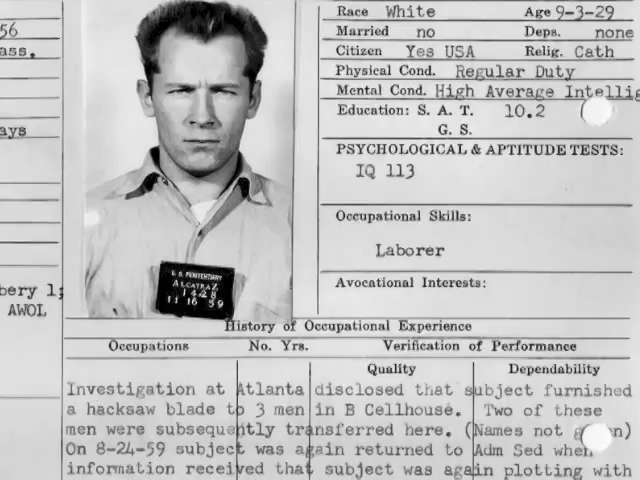 56
ass.
ays
bery 1;
AWOL
Race White Age 9-3-29
Married no Deps. none
Citizen Yes USA Relig. Cath
Physical Cond. Regular Duty
Mental Cond. High Average Intellig
Education: S. A. T. 10.2
G. S.
PSYCHOLOGICAL & APTITUDE TESTS:
IQ 113
Occupational Skills:
Laborer
Avocational Interests:
U. S. PENITENTIARY
ALCATRAZ
1428
11 16 59
History of Occupational Experience
Occupations No. Yrs. Verification of Performance
Quality Dependability
Investigation at Atlanta disclosed that subject furnished
a hacksaw blade to 3 men in B Cellhouse. Two of these
men were subsequently transferred here. (Names not g en)
On 8-24-59 subject was again returned to Adm Sed when
information received that subject was again plotting with